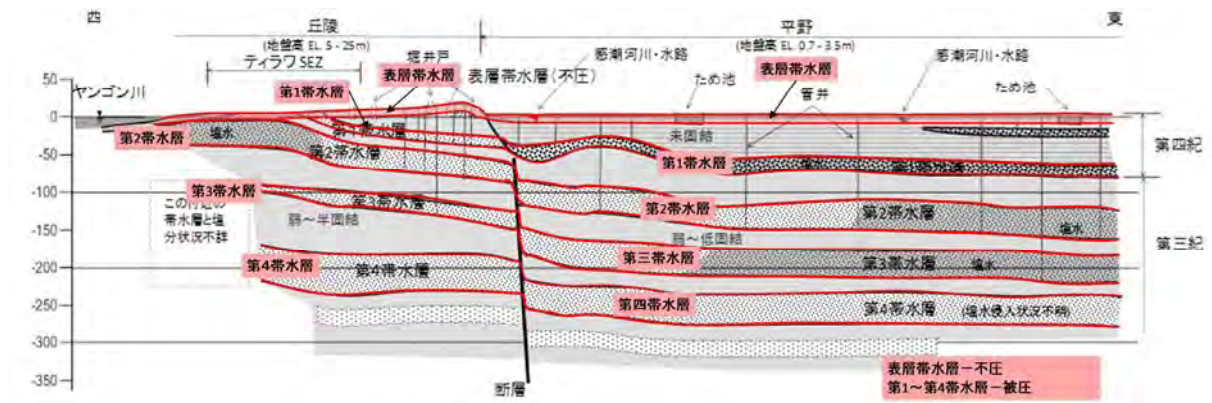 西
東
丘陵
平野
(地盤高 EL. 5 - 25m)
(地盤高 EL. 0.7 - 3.5m)
感潮河川・水路
感潮河川・水路
ティラワ SEZ
堀井戸
表層帯水層
表層帯水層(不圧)
ため池
表層帯水層
管井
ため池
ヤンゴン川
第1帯水層
第2帯水層
塩水
第2帯水層
未固結
第1帯水層
塩水
第四紀
第3帯水層
この付近の
帯水層と塩
分状況不詳
第3帯水層
弱~半固結
第2帯水層
第2帯水層
塩水
弱~低固結
第三帯水層
第3帯水層
塩水
第三紀
第4帯水層
第4帯水層
第四帯水層
第4帯水層
(塩水侵入状況不明)
断層
表層帯水層-不圧
第1~第4帯水層-被圧
50
0
-50
-100
-150
-200
-250
-300
-350